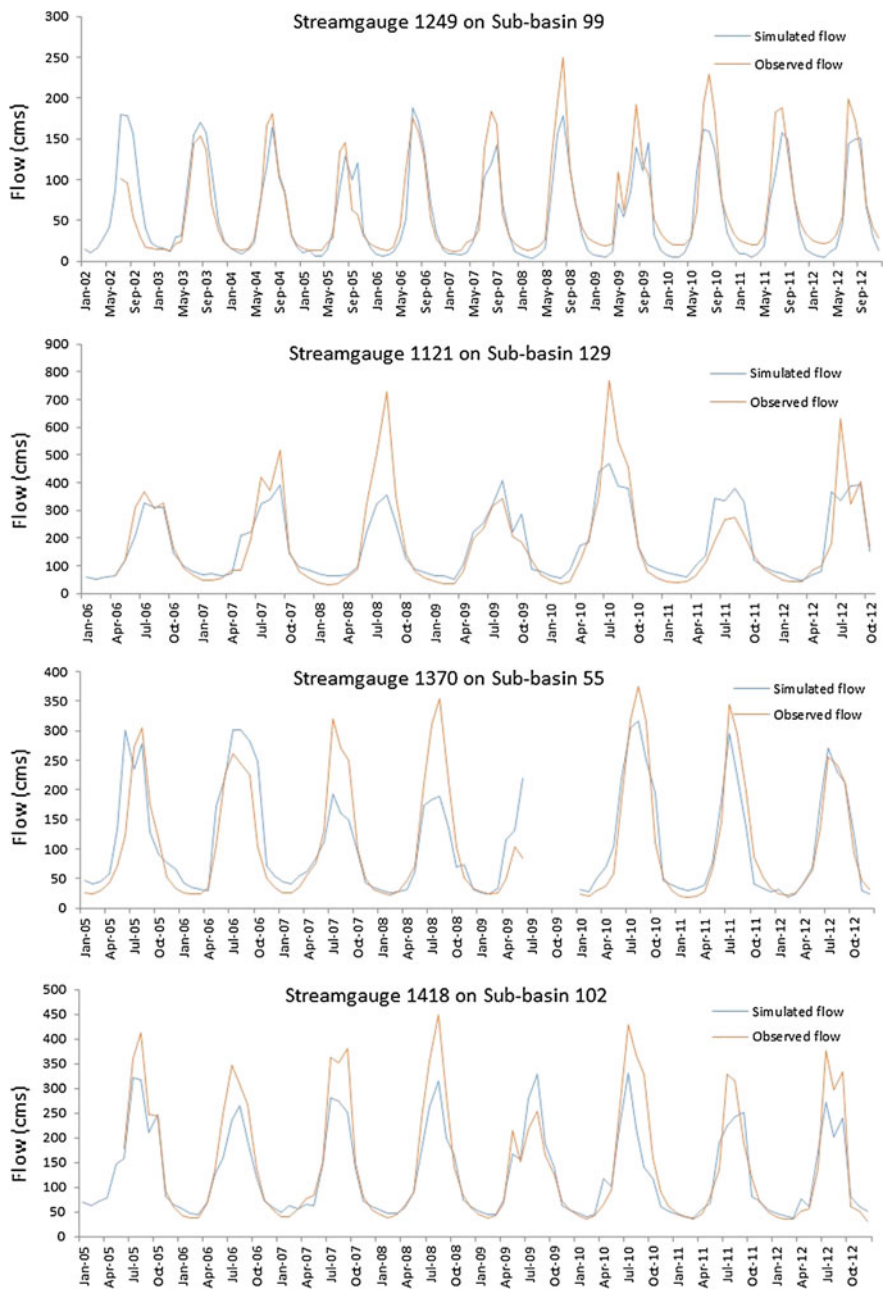 Streamgauge 1249 on Sub-basin 99
Simulated flow
Observed flow
Flow (cms)
300
250
200
150
100
50
0
Jan-02 May-02 Sep-02 Jan-03 May-03 Sep-03 Jan-04 May-04 Sep-04 Jan-05 May-05 Sep-05 Jan-06 May-06 Sep-06 Jan-07 May-07 Sep-07 Jan-08 May-08 Sep-08 Jan-09 May-09 Sep-09 Jan-10 May-10 Sep-10 Jan-11 May-11 Sep-11 Jan-12 May-12 Sep-12
Streamgauge 1121 on Sub-basin 129
Simulated flow
Observed flow
Flow (cms)
900
800
700
600
500
400
300
200
100
0
Jan-06 Apr-06 Jul-06 Oct-06 Jan-07 Apr-07 Jul-07 Oct-07 Jan-08 Apr-08 Jul-08 Oct-08 Jan-09 Apr-09 Jul-09 Oct-09 Jan-10 Apr-10 Jul-10 Oct-10 Jan-11 Apr-11 Jul-11 Oct-11 Jan-12 Apr-12 Jul-12 Oct-12
Streamgauge 1370 on Sub-basin 55
Simulated flow
Observed flow
Flow (cms)
400
350
300
250
200
150
100
50
0
Jan-05 Apr-05 Jul-05 Oct-05 Jan-06 Apr-06 Jul-06 Oct-06 Jan-07 Apr-07 Jul-07 Oct-07 Jan-08 Apr-08 Jul-08 Oct-08 Jan-09 Apr-09 Jul-09 Oct-09 Jan-10 Apr-10 Jul-10 Oct-10 Jan-11 Apr-11 Jul-11 Oct-11 Jan-12 Apr-12 Jul-12 Oct-12
Streamgauge 1418 on Sub-basin 102
Simulated flow
Observed flow
Flow (cms)
500
450
400
350
300
250
200
150
100
50
0
Jan-05 Apr-05 Jul-05 Oct-05 Jan-06 Apr-06 Jul-06 Oct-06 Jan-07 Apr-07 Jul-07 Oct-07 Jan-08 Apr-08 Jul-08 Oct-08 Jan-09 Apr-09 Jul-09 Oct-09 Jan-10 Apr-10 Jul-10 Oct-10 Jan-11 Apr-11 Jul-11 Oct-11 Jan-12 Apr-12 Jul-12 Oct-12